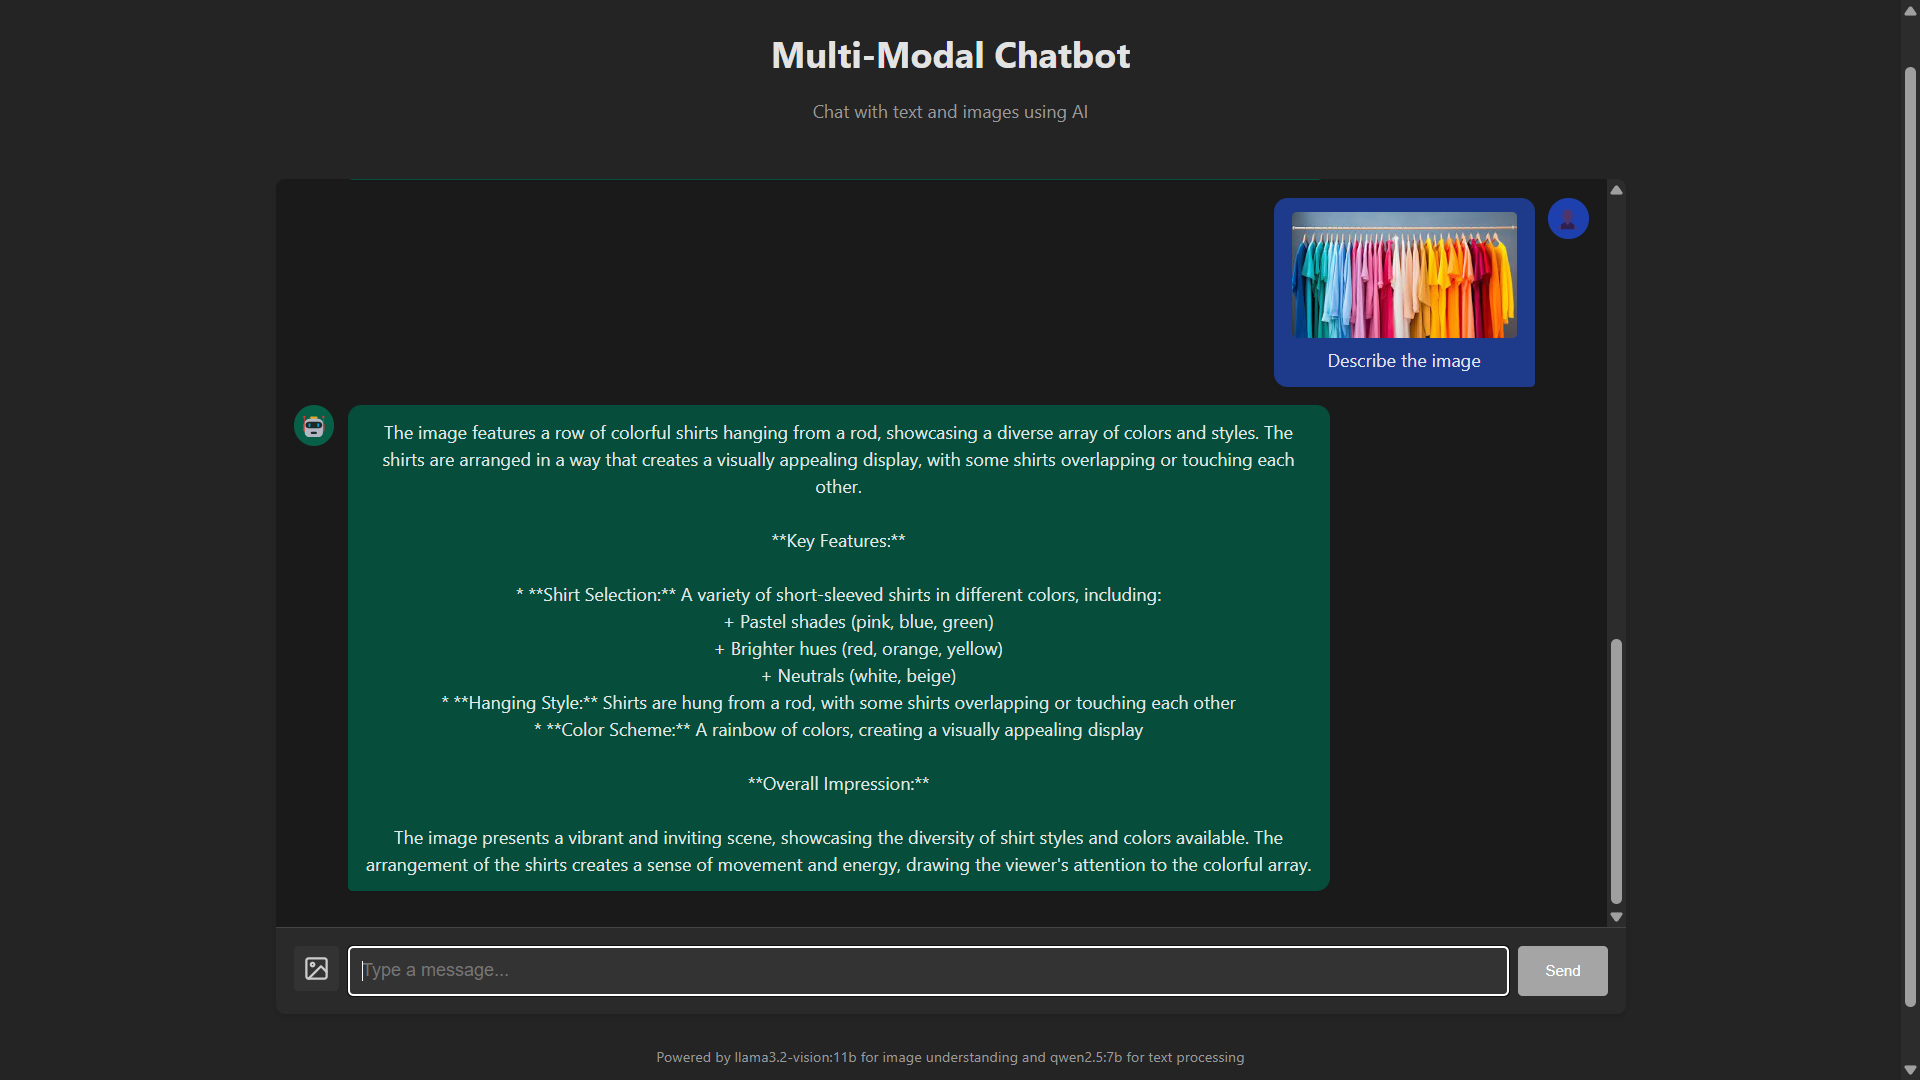 Multi-Modal Chatbot
Chat with text and images using AI
Describe the image
The image features a row of colorful shirts hanging from a rod, showcasing a diverse array of colors and styles. The
shirts are arranged in a way that creates a visually appealing display, with some shirts overlapping or touching each
other.
**Key Features:**
* **Shirt Selection:** A variety of short-sleeved shirts in different colors, including:
+ Pastel shades (pink, blue, green)
+ Brighter hues (red, orange, yellow)
+ Neutrals (white, beige)
* **Hanging Style:** Shirts are hung from a rod, with some shirts overlapping or touching each other
* **Color Scheme:** A rainbow of colors, creating a visually appealing display
**Overall Impression:**
The image presents a vibrant and inviting scene, showcasing the diversity of shirt styles and colors available. The
arrangement of the shirts creates a sense of movement and energy, drawing the viewer's attention to the colorful array.
Type a message...
Send
Powered by llama3.2-vision:11b for image understanding and qwen2.5:7b for text processing